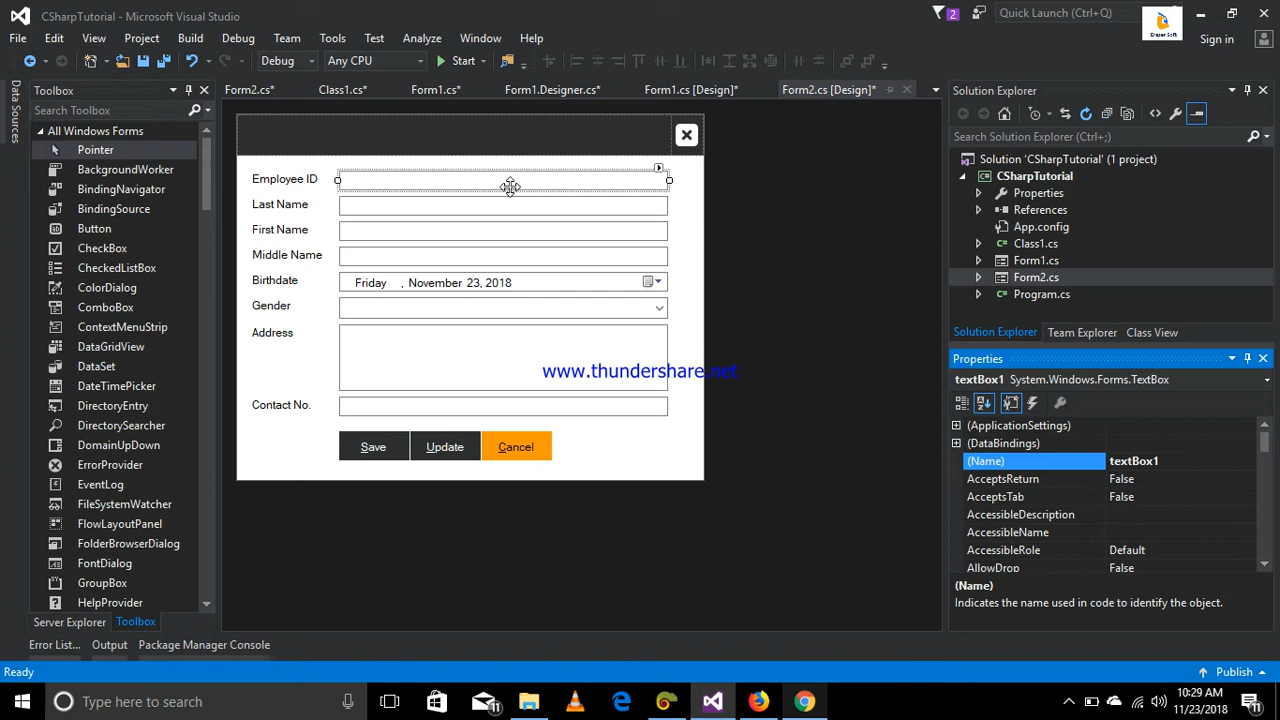 CSharpTutorial - Microsoft Visual Studio
2
Quick Launch (Ctrl+Q)
Eraser Soft
File Edit View Project Build Debug Team Tools Test Analyze Window Help
Sign in
Debug Any CPU Start
Data Sources
Toolbox
Search Toolbox
All Windows Forms
Pointer
BackgroundWorker
BindingNavigator
BindingSource
Button
CheckBox
CheckedListBox
ColorDialog
ComboBox
ContextMenuStrip
DataGridView
DataSet
DateTimePicker
DirectoryEntry
DirectorySearcher
DomainUpDown
ErrorProvider
EventLog
FileSystemWatcher
FlowLayoutPanel
FolderBrowserDialog
FontDialog
GroupBox
HelpProvider
Server Explorer Toolbox
Form2.cs* Class1.cs* Form1.cs* Form1.Designer.cs* Form1.cs [Design]* Form2.cs [Design]*
Employee ID
Last Name
First Name
Middle Name
Birthdate Friday , November 23, 2018
Gender
Address
www.thundershare.net
Contact No.
Save Update Cancel
Solution Explorer
Search Solution Explorer (Ctrl+;)
Solution 'CSharpTutorial' (1 project)
CSharpTutorial
Properties
References
App.config
Class1.cs
Form1.cs
Form2.cs
Program.cs
Solution Explorer Team Explorer Class View
Properties
textBox1 System.Windows.Forms.TextBox
(ApplicationSettings)
(DataBindings)
(Name) textBox1
AcceptsReturn False
AcceptsTab False
AccessibleDescription
AccessibleName
AccessibleRole Default
AllowDrop False
(Name)
Indicates the name used in code to identify the object.
Error List... Output Package Manager Console
Ready
Publish
Type here to search
11
10:29 AM
11/23/2018
11